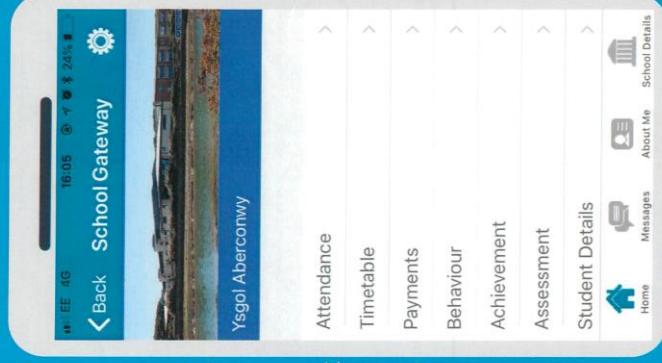 EE 4G 16:05 24%
Back School Gateway
Ysgol Aberconwy
Attendance
Timetable
Payments
Behaviour
Achievement
Assessment
Student Details
Home Messages About Me School Details